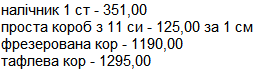 налічник 1 ст - 351,00
проста короб з 11 си - 125,00 за 1 см
фрезерована кор - 1190,00
тафлева кор - 1295,00